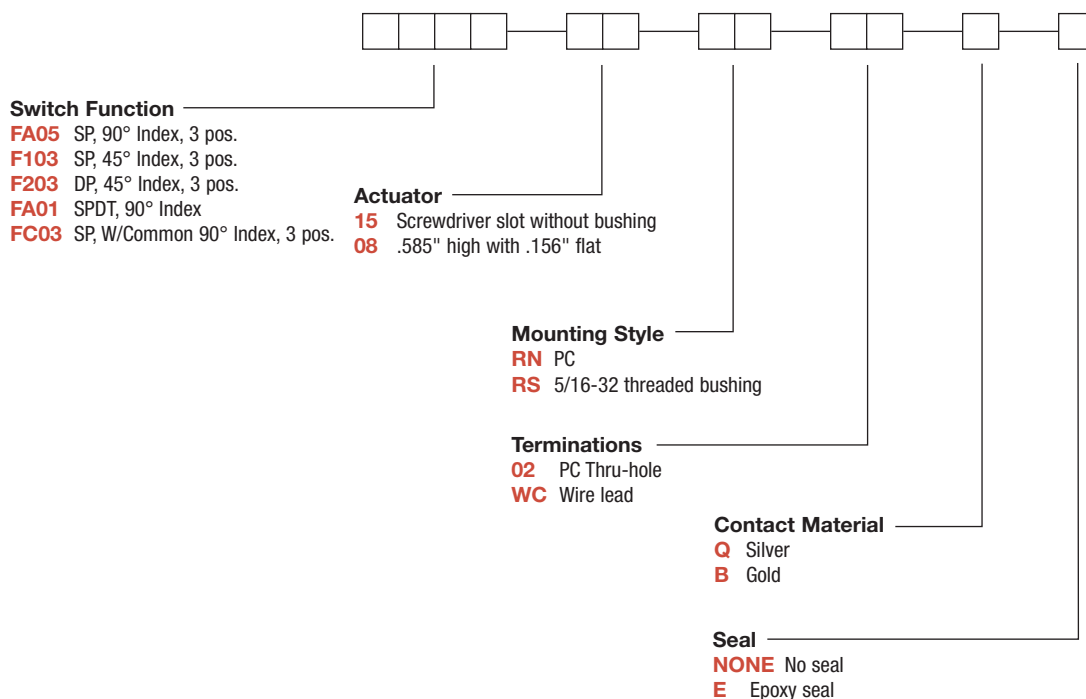 Switch Function
FA05 SP, 90° Index, 3 pos.
F103 SP, 45° Index, 3 pos.
F203 DP, 45° Index, 3 pos.
FA01 SPDT, 90° Index
FC03 SP, W/Common 90° Index, 3 pos.
Actuator
15 Screwdriver slot without bushing
08 .585" high with .156" flat
Mounting Style
RN PC
RS 5/16-32 threaded bushing
Terminations
02 PC Thru-hole
WC Wire lead
Contact Material
Q Silver
B Gold
Seal
NONE No seal
E Epoxy seal